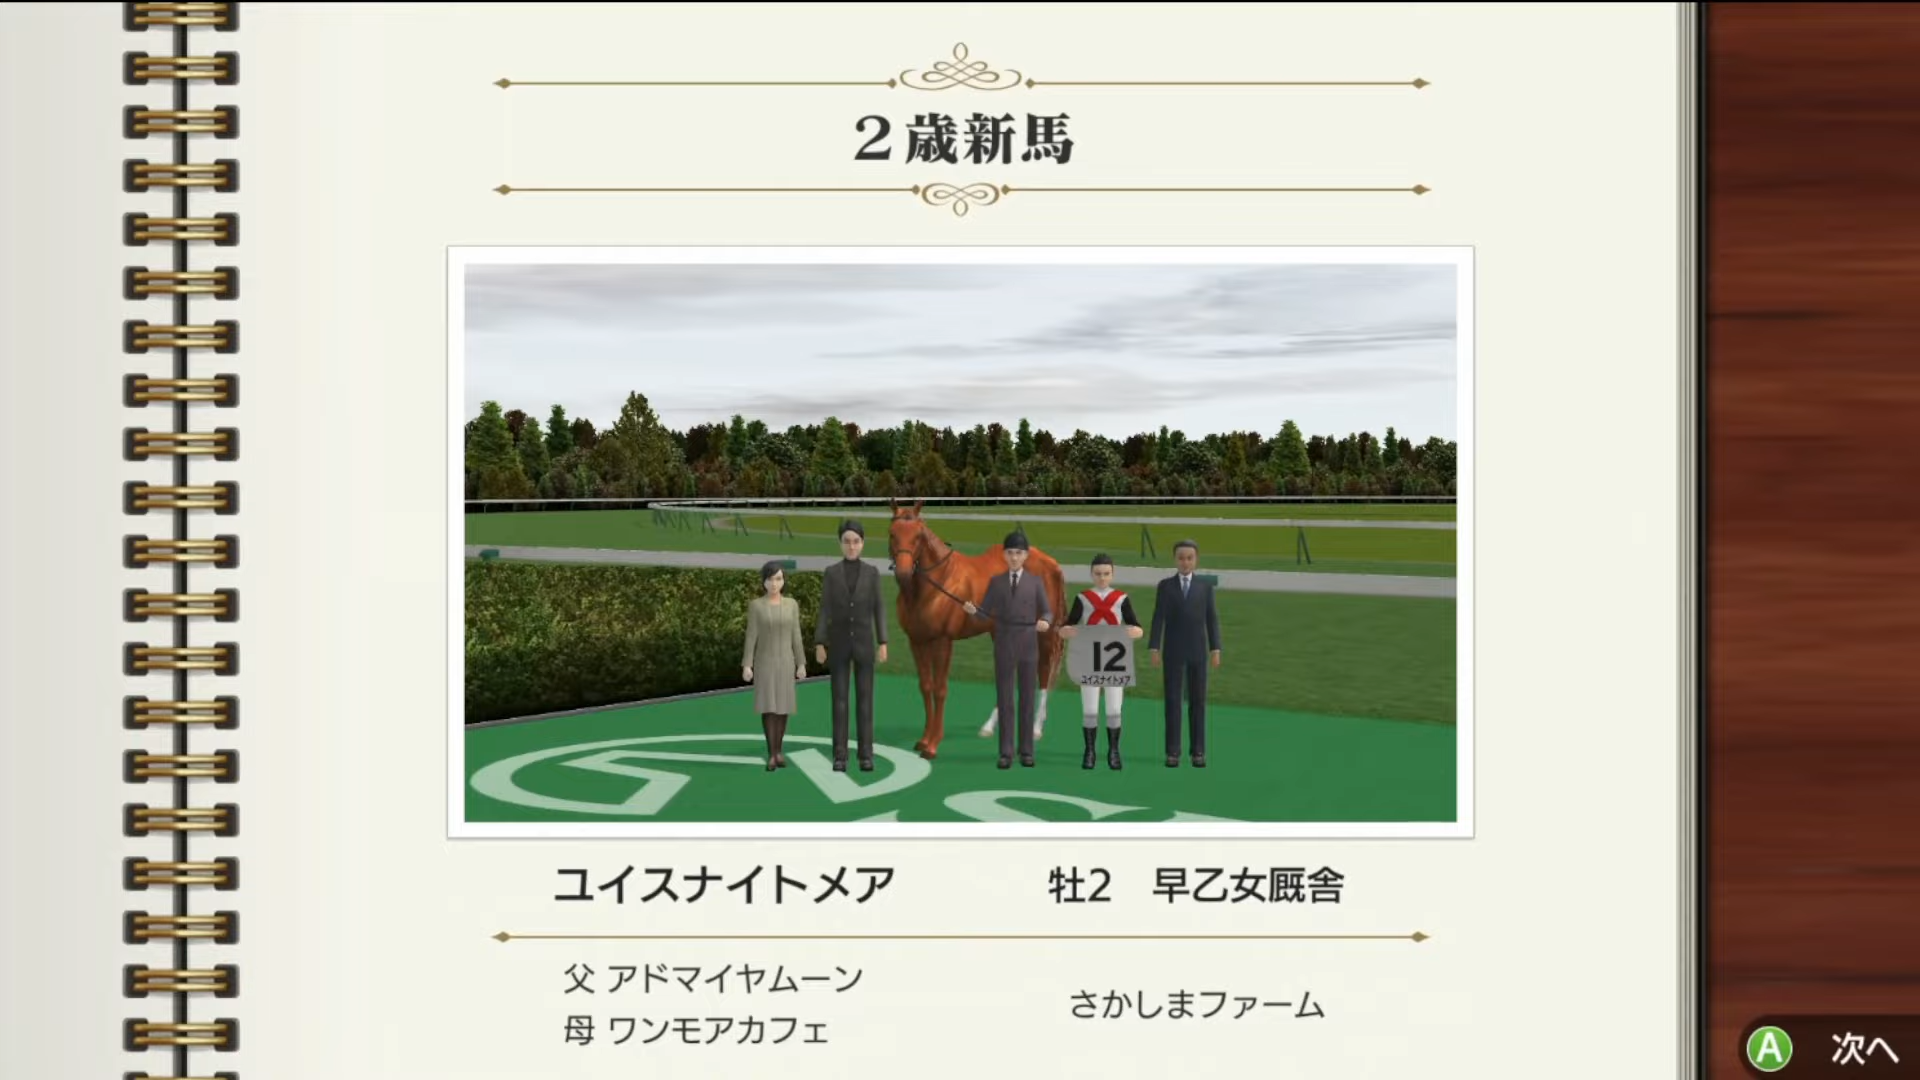 2歳新馬
12
ユイスナイトメア
ユイスナイトメア 牡2 早乙女厩舎
父 アドマイヤムーン
母 ワンモアカフェ
さかしまファーム
A 次へ